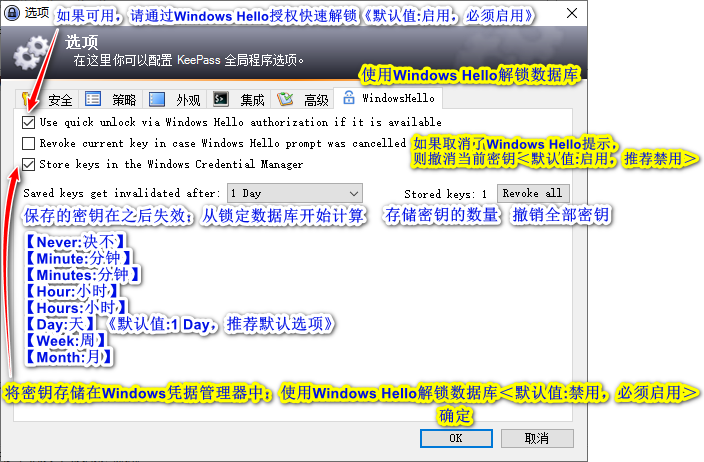 选项
如果可用，请通过Windows Hello授权快速解锁《默认值:启用，必须启用》
选项
在这里你可以配置 KeePass 全局程序选项。
使用Windows Hello解锁数据库
安全 策略 外观 集成 高级 WindowsHello
Use quick unlock via Windows Hello authorization if it is available
Revoke current key in case Windows Hello prompt was cancelled
如果取消了Windows Hello提示，
则撤消当前密钥＜默认值:启用，推荐禁用＞
Store keys in the Windows Credential Manager
Saved keys get invalidated after: 1 Day Stored keys: 1 Revoke all
保存的密钥在之后失效；从锁定数据库开始计算 存储密钥的数量 撤销全部密钥
【Never:决不】
【Minute:分钟】
【Minutes:分钟】
【Hour:小时】
【Hours:小时】
【Day:天】《默认值:1 Day，推荐默认选项》
【Week:周】
【Month:月】
将密钥存储在Windows凭据管理器中；使用Windows Hello解锁数据库＜默认值:禁用，必须启用＞
确定
OK 取消